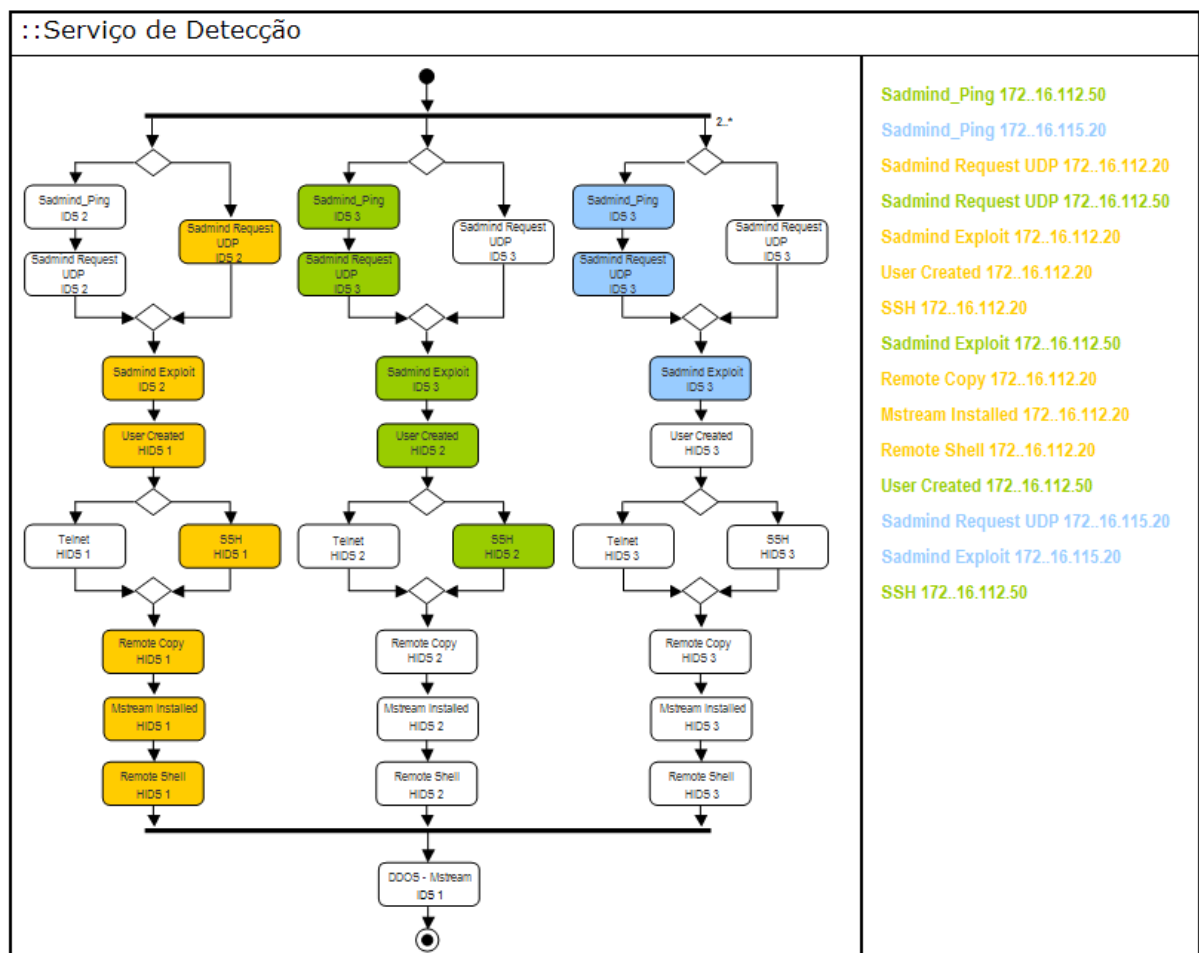 ::Serviço de Detecção
2..*
Sadmind_Ping
IDS 2
Sadmind Request
UDP
IDS 2
Sadmind Request
UDP
IDS 2
Sadmind Exploit
IDS 2
User Created
HIDS 1
Telnet
HIDS 1
SSH
HIDS 1
Remote Copy
HIDS 1
Mstream Installed
HIDS 1
Remote Shell
HIDS 1
Sadmind_Ping
IDS 3
Sadmind Request
UDP
IDS 3
Sadmind Request
UDP
IDS 3
Sadmind Exploit
IDS 3
User Created
HIDS 2
Telnet
HIDS 2
SSH
HIDS 2
Remote Copy
HIDS 2
Mstream Installed
HIDS 2
Remote Shell
HIDS 2
Sadmind_Ping
IDS 3
Sadmind Request
UDP
IDS 3
Sadmind Request
UDP
IDS 3
Sadmind Exploit
IDS 3
User Created
HIDS 3
Telnet
HIDS 3
SSH
HIDS 3
Remote Copy
HIDS 3
Mstream Installed
HIDS 3
Remote Shell
HIDS 3
DDOS - Mstream
IDS 1
Sadmind_Ping 172..16.112.50
Sadmind_Ping 172..16.115.20
Sadmind Request UDP 172..16.112.20
Sadmind Request UDP 172..16.112.50
Sadmind Exploit 172..16.112.20
User Created 172..16.112.20
SSH 172..16.112.20
Sadmind Exploit 172..16.112.50
Remote Copy 172..16.112.20
Mstream Installed 172..16.112.20
Remote Shell 172..16.112.20
User Created 172..16.112.50
Sadmind Request UDP 172..16.115.20
Sadmind Exploit 172..16.115.20
SSH 172..16.112.50